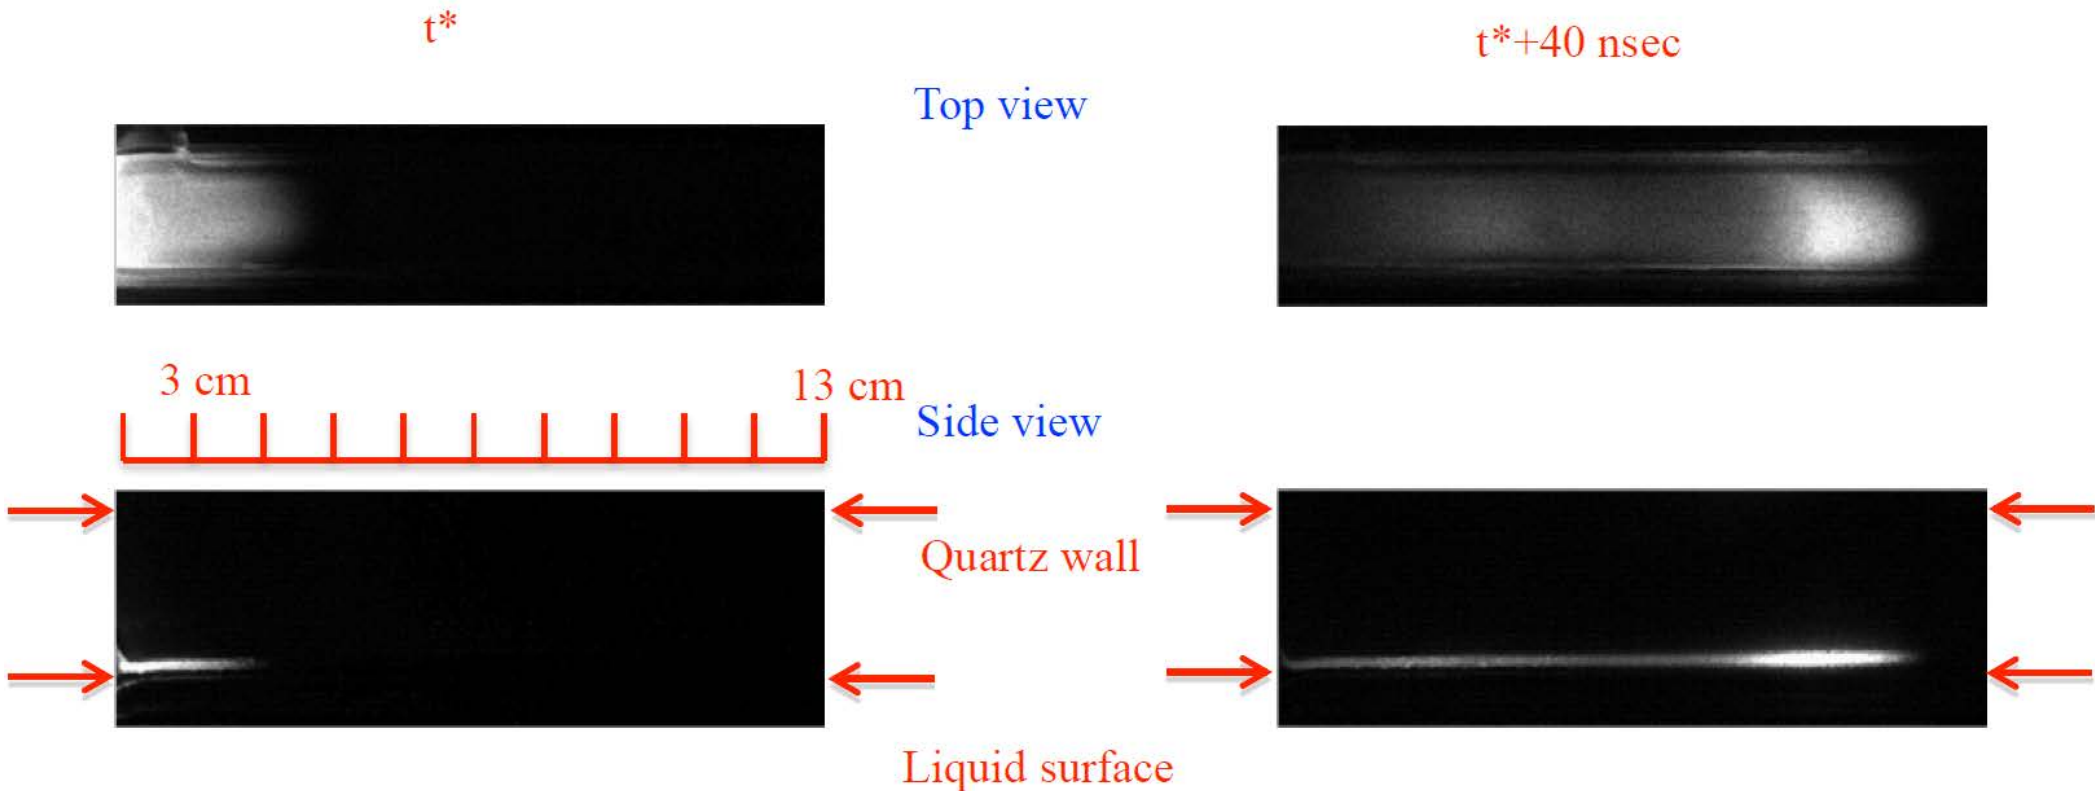 t*
t*+40 nsec
Top view
3 cm
13 cm
Side view
Quartz wall
Liquid surface